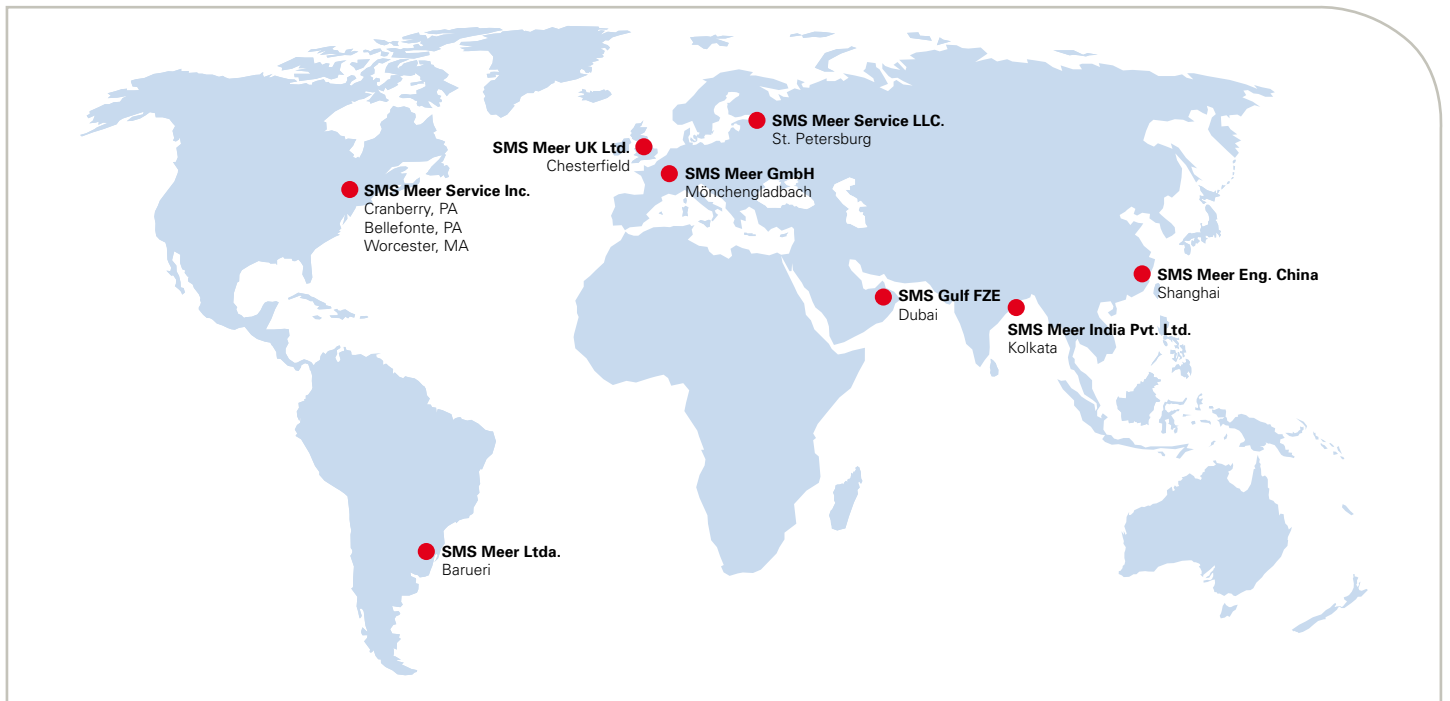 SMS Meer Service LLC.
St. Petersburg
SMS Meer UK Ltd.
Chesterfield
SMS Meer GmbH
Mönchengladbach
SMS Meer Service Inc.
Cranberry, PA
Bellefonte, PA
Worcester, MA
SMS Meer Eng. China
Shanghai
SMS Gulf FZE
Dubai
SMS Meer India Pvt. Ltd.
Kolkata
SMS Meer Ltda.
Barueri